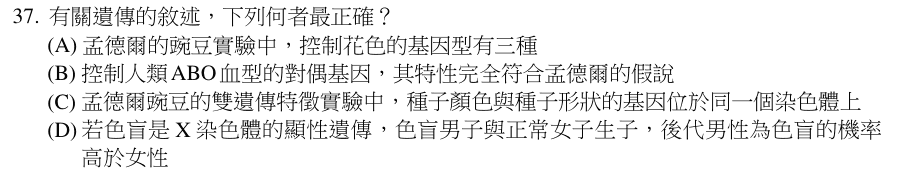 37. 有關遺傳的敘述，下列何者最正確？
(A) 孟德爾的豌豆實驗中，控制花色的基因型有三種
(B) 控制人類ABO血型的對偶基因，其特性完全符合孟德爾的假說
(C) 孟德爾豌豆的雙遺傳特徵實驗中，種子顏色與種子形狀的基因位於同一個染色體上
(D) 若色盲是 X 染色體的顯性遺傳，色盲男子與正常女子生子，後代男性為色盲的機率
高於女性